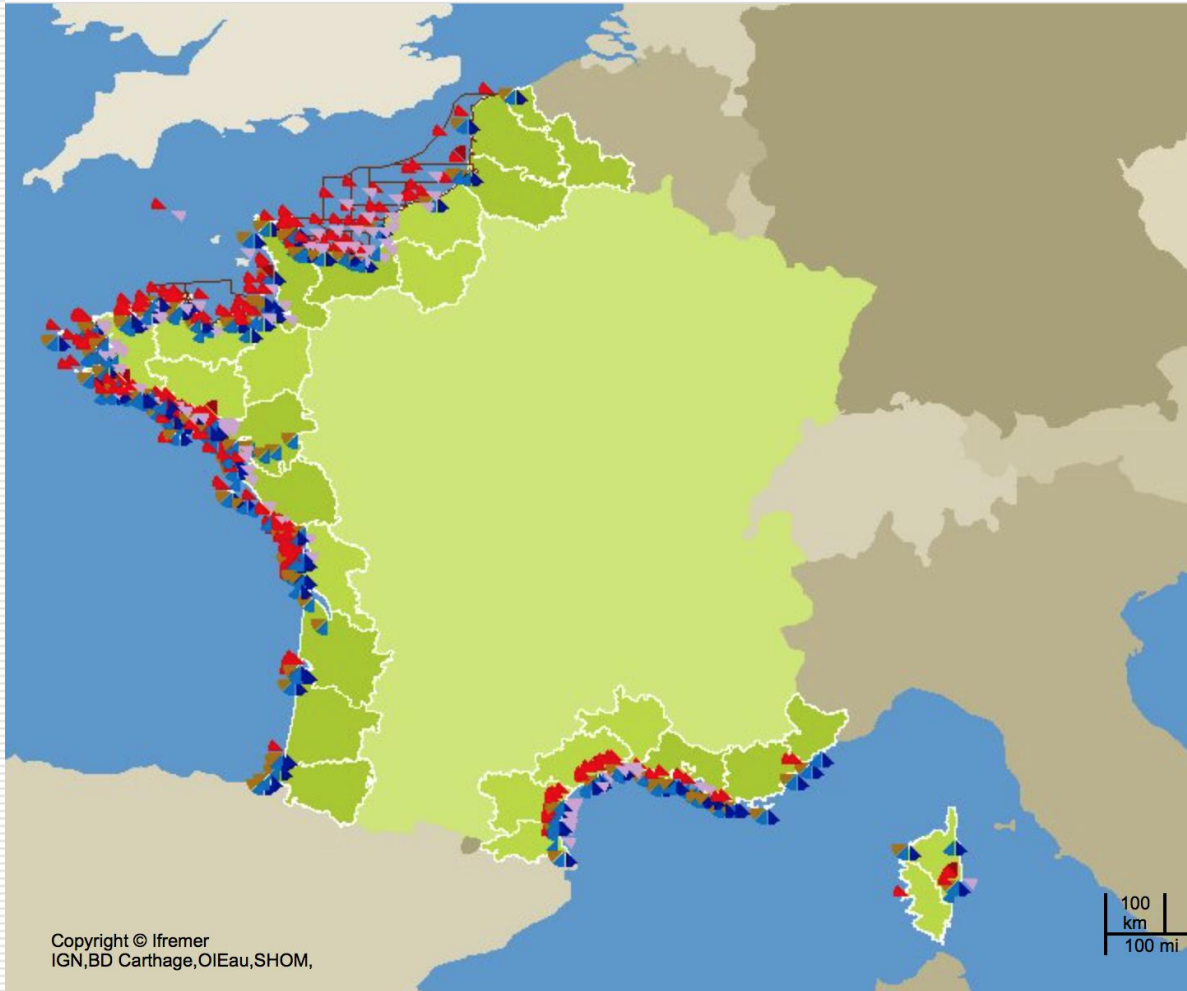 100
km
100 mi
Copyright © Ifremer
IGN,BD Carthage,OIEau,SHOM,